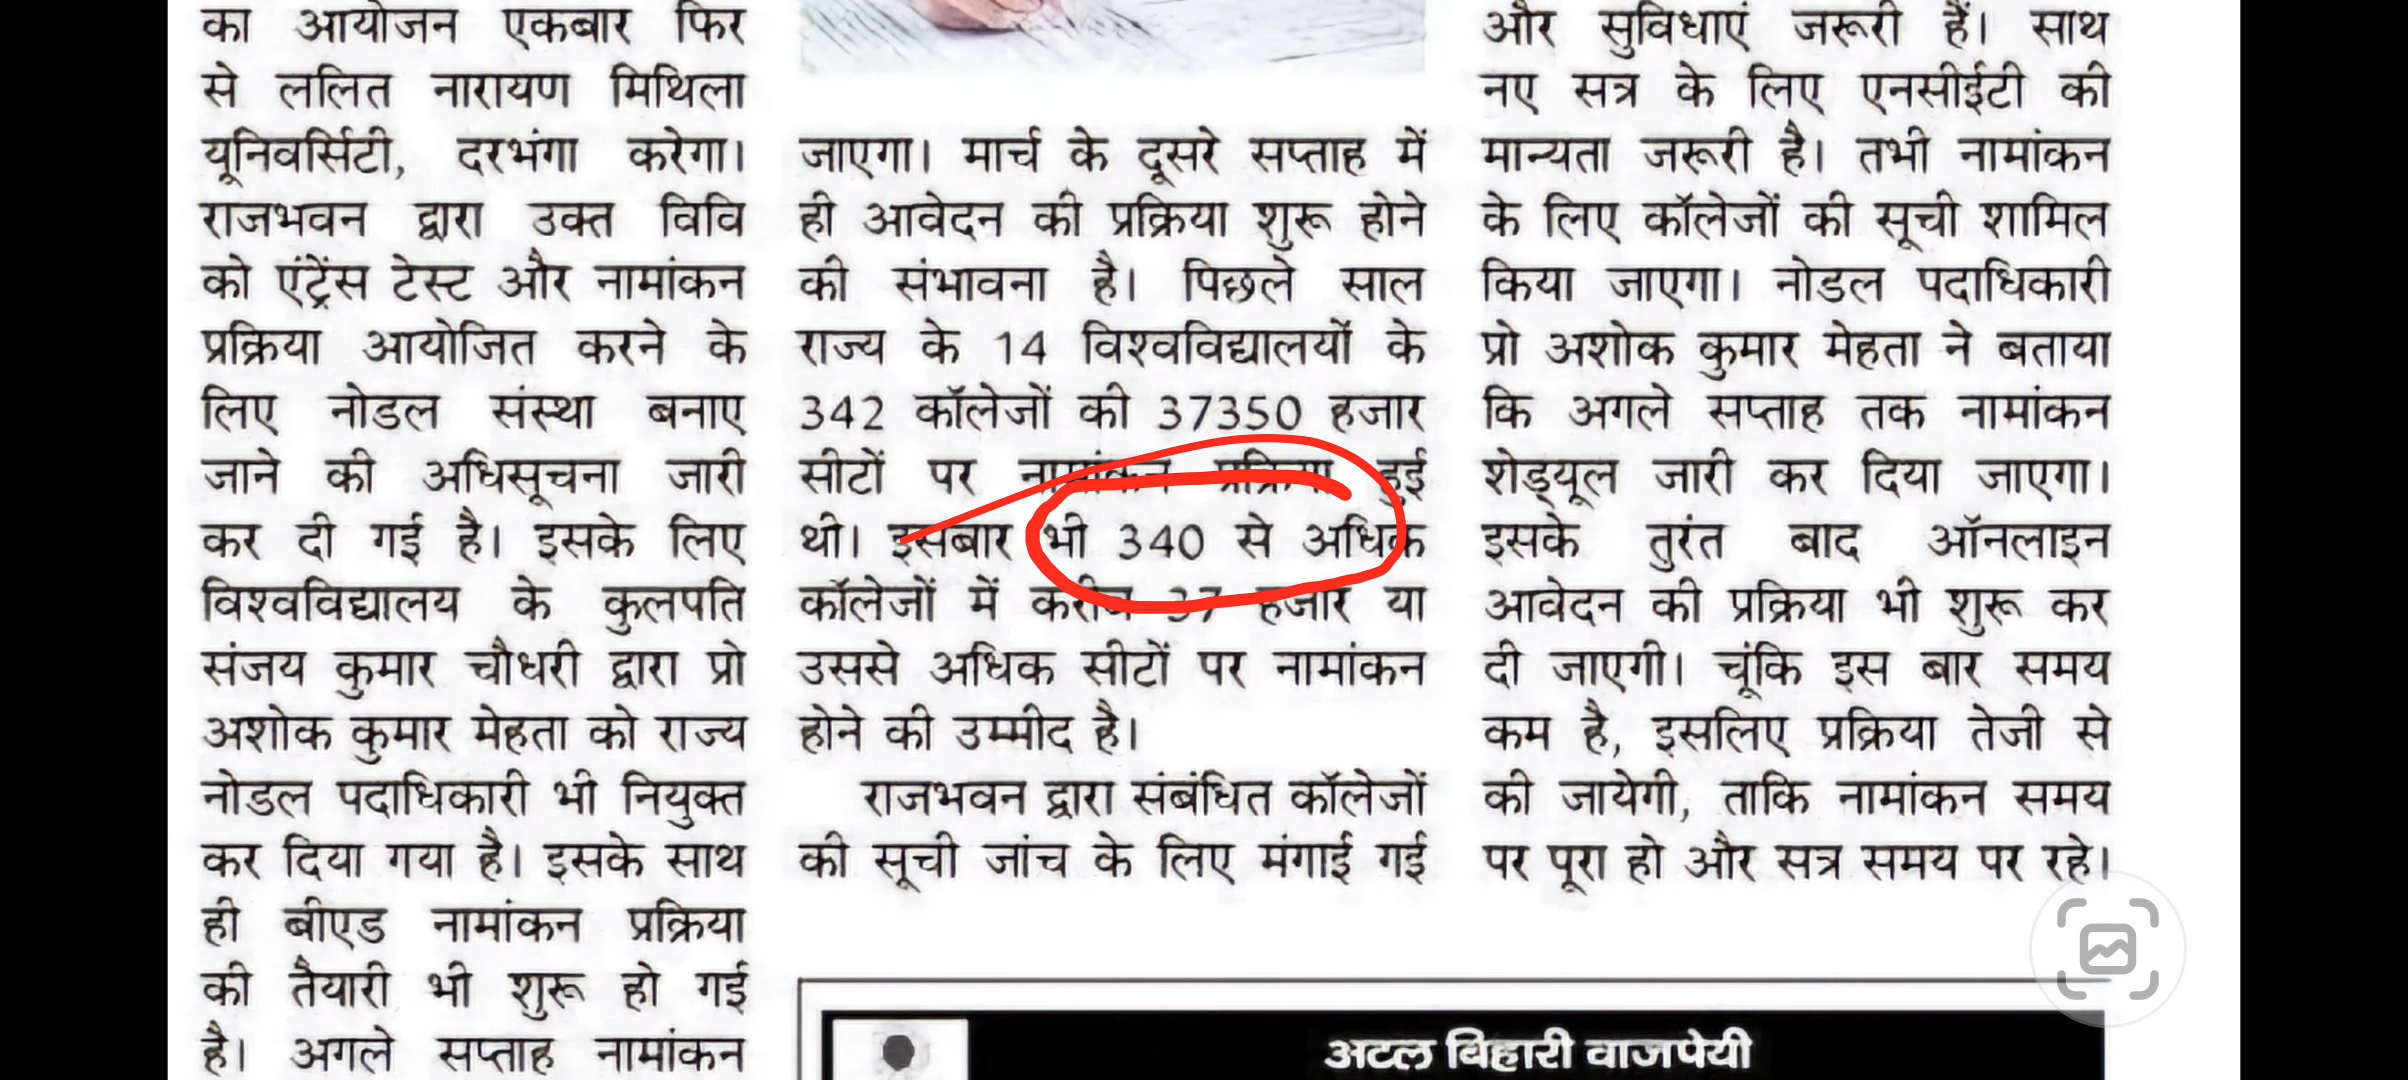 का आयोजन एकबार फिर
से ललित नारायण मिथिला
यूनिवर्सिटी, दरभंगा करेगा।
राजभवन द्वारा उक्त विवि
को एंट्रेंस टेस्ट और नामांकन
प्रक्रिया आयोजित करने के
लिए नोडल संस्था बनाए
जाने की अधिसूचना जारी
कर दी गई है। इसके लिए
विश्वविद्यालय के कुलपति
संजय कुमार चौधरी द्वारा प्रो
अशोक कुमार मेहता को राज्य
नोडल पदाधिकारी भी नियुक्त
कर दिया गया है। इसके साथ
ही बीएड नामांकन प्रक्रिया
की तैयारी भी शुरू हो गई
है। अगले सप्ताह नामांकन
जाएगा। मार्च के दूसरे सप्ताह में
ही आवेदन की प्रक्रिया शुरू होने
की संभावना है। पिछले साल
राज्य के 14 विश्वविद्यालयों के
342 कॉलेजों की 37350 हजार
सीटों पर नामांकन प्रक्रिया हुई
थी। इसबार भी 340 से अधिक
कॉलेजों में करीब 37 हजार या
उससे अधिक सीटों पर नामांकन
होने की उम्मीद है।
राजभवन द्वारा संबंधित कॉलेजों
की सूची जांच के लिए मंगाई गई
और सुविधाएं जरूरी हैं। साथ
नए सत्र के लिए एनसीईटी की
मान्यता जरूरी है। तभी नामांकन
के लिए कॉलेजों की सूची शामिल
किया जाएगा। नोडल पदाधिकारी
प्रो अशोक कुमार मेहता ने बताया
कि अगले सप्ताह तक नामांकन
शेड्यूल जारी कर दिया जाएगा।
इसके तुरंत बाद ऑनलाइन
आवेदन की प्रक्रिया भी शुरू कर
दी जाएगी। चूंकि इस बार समय
कम है, इसलिए प्रक्रिया तेजी से
की जायेगी, ताकि नामांकन समय
पर पूरा हो और सत्र समय पर रहे।
अटल बिहारी वाजपेयी